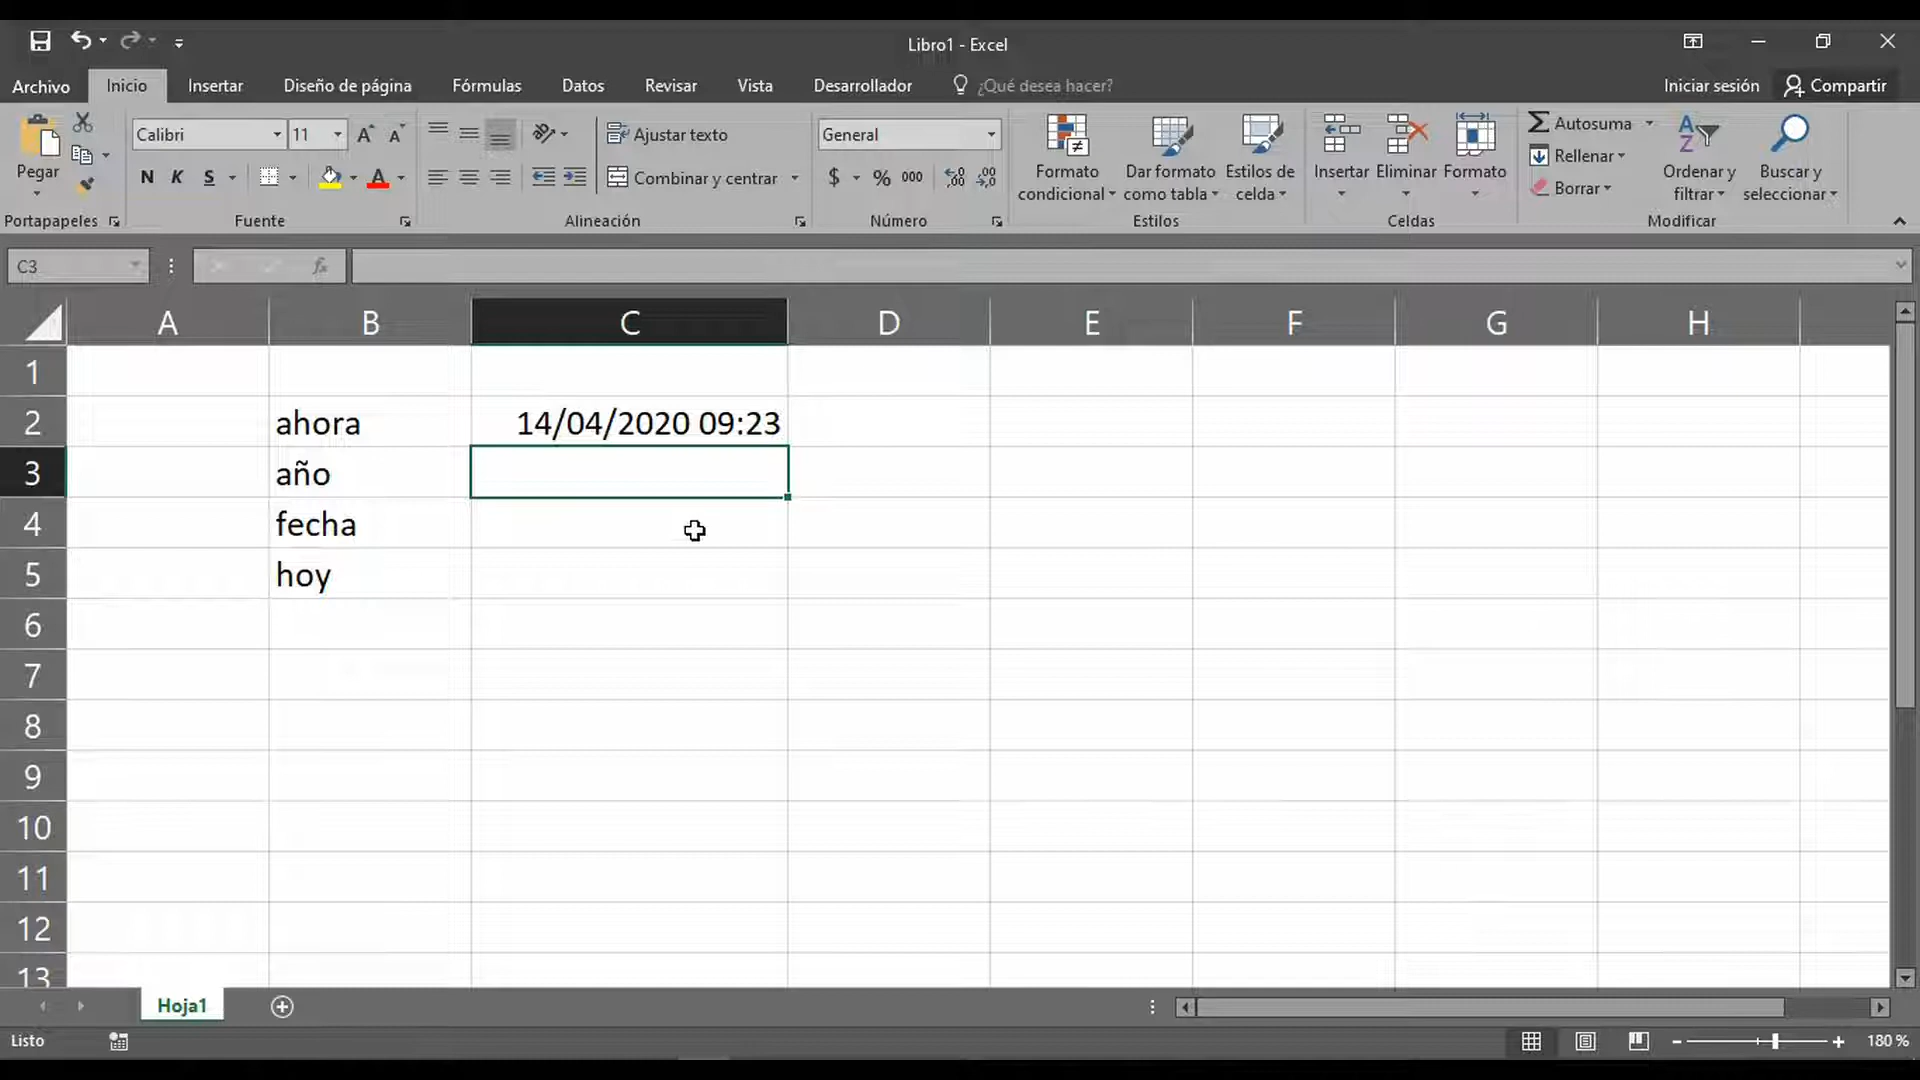 Libro1 - Excel
Archivo Inicio Insertar Diseño de página Fórmulas Datos Revisar Vista Desarrollador ¿Qué desea hacer? Iniciar sesión Compartir
Pegar
Portapapeles
Calibri 11
N K S
Fuente
Ajustar texto
Combinar y centrar
Alineación
General
$ % 000
Número
Formato condicional
Dar formato como tabla
Estilos de celda
Estilos
Insertar Eliminar Formato
Celdas
Autosuma
Rellenar
Borrar
Ordenar y filtrar
Buscar y seleccionar
Modificar
C3 fx
A B C D E F G H
1
2 ahora 14/04/2020 09:23
3 año
4 fecha
5 hoy
6
7
8
9
10
11
12
13
Hoja1
Listo 180 %